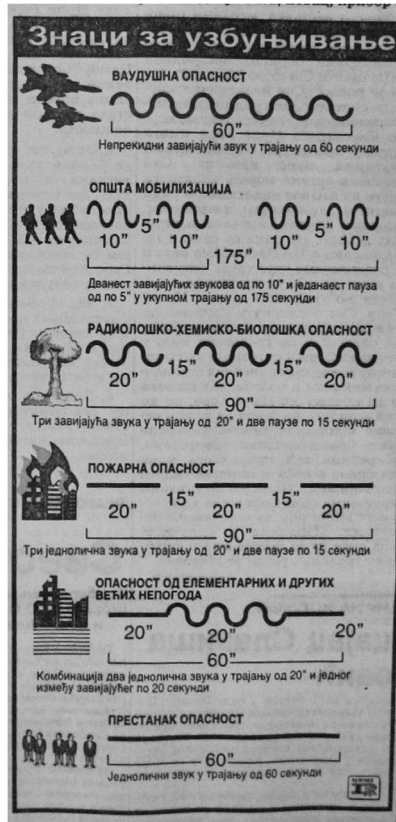 Знаци за узбуњивање
ВАУДУШНА ОПАСНОСТ
60”
Непрекидни завијајући звук у трајању од 60 секунди
ОПШТА МОБИЛИЗАЦИЈА
5” 5”
10” 10” 10” 10”
175”
Дванест завијајућих звукова од по 10” и једанаест пауза
од по 5” у укупном трајању од 175 секунди
РАДИОЛОШКО-ХЕМИСКО-БИОЛОШКА ОПАСНОСТ
15” 15”
20” 20” 20”
90”
Три завијајућа звука у трајању од 20” и две паузе по 15 секунди
ПОЖАРНА ОПАСНОСТ
15” 15”
20” 20” 20”
90”
Три једнолична звука у трајању од 20” и две паузе по 15 секунди
ОПАСНОСТ ОД ЕЛЕМЕНТАРНИХ И ДРУГИХ
ВЕЋИХ НЕПОГОДА
20” 20” 20”
60”
Комбинација два једнолична звука у трајању од 20” и једног
између завијајућег по 20 секунди
ПРЕСТАНАК ОПАСНОСТ
60”
Једнолични звук у трајању од 60 секунди